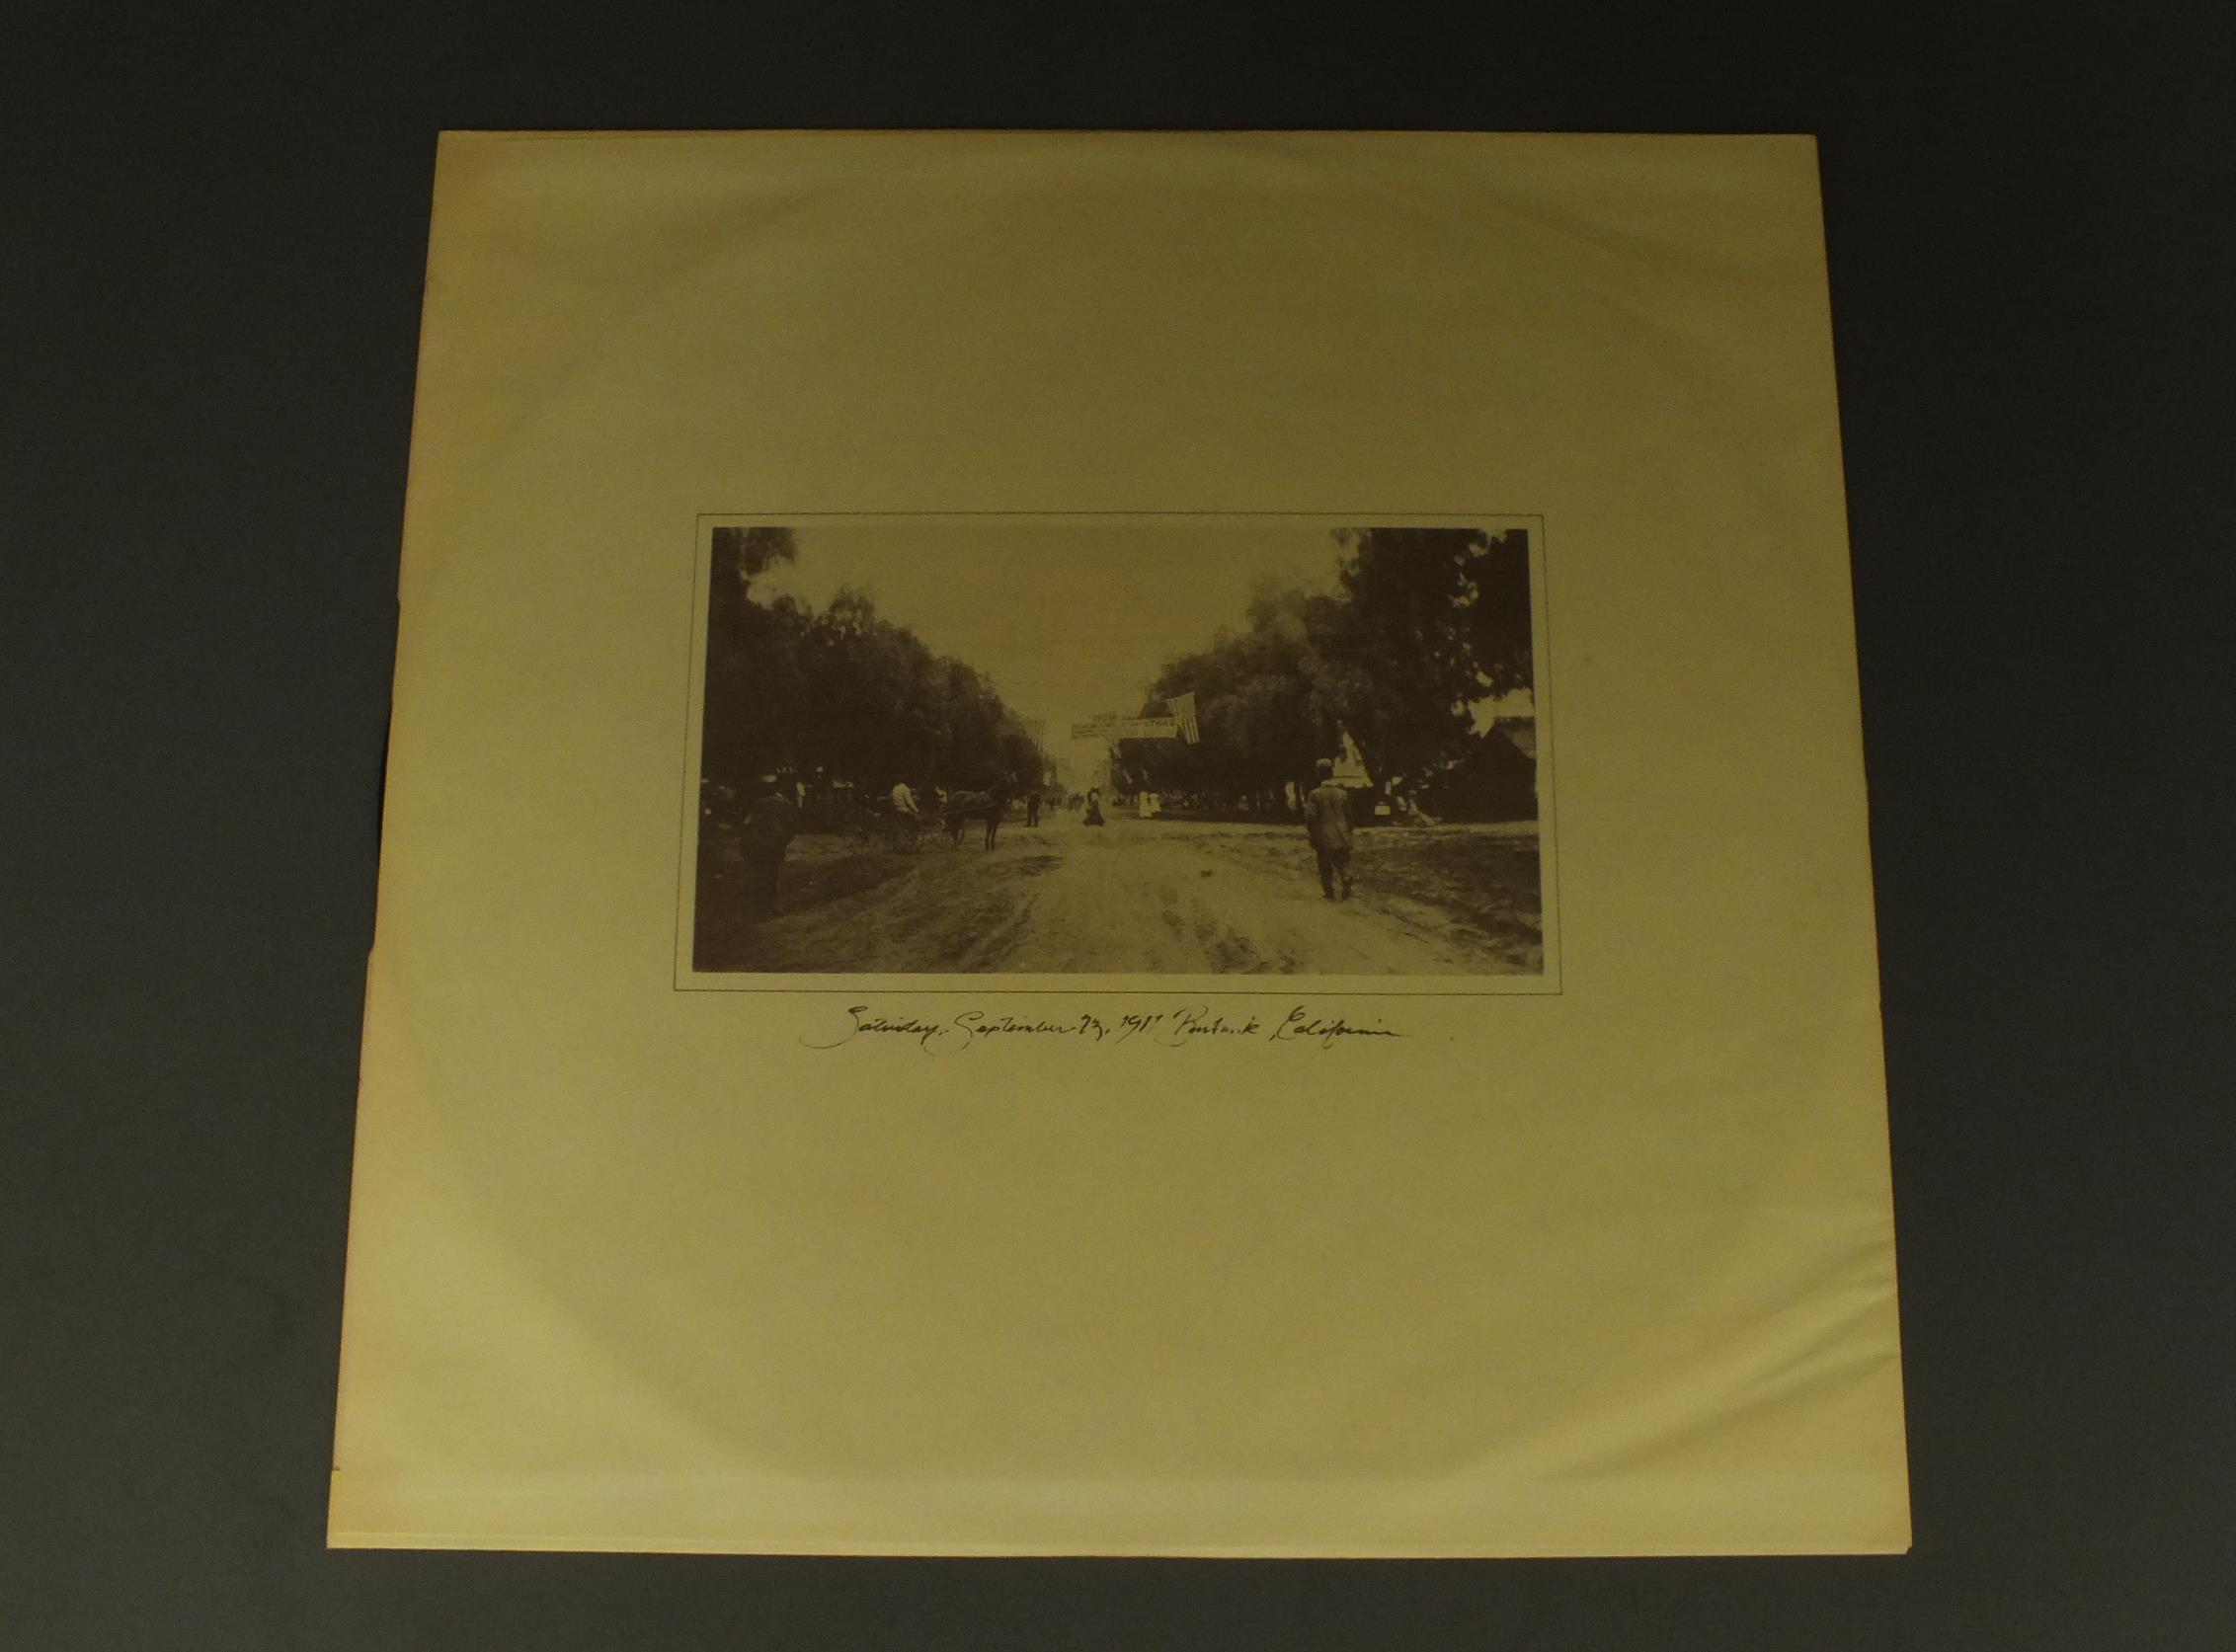 Saturday, September 23, 1911 Burbank, California